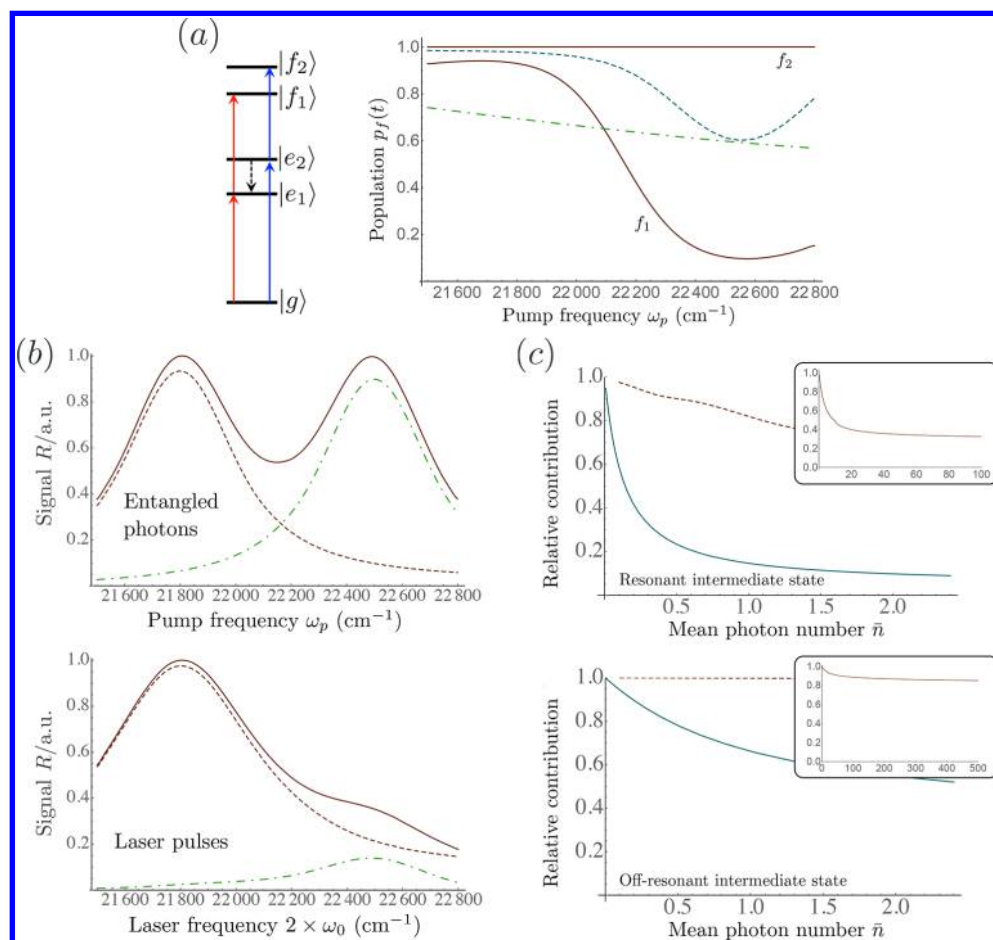 (a)
|f₂⟩
|f₁⟩
|e₂⟩
|e₁⟩
|g⟩
Population p_f(t)
1.0
0.8
0.6
0.4
0.2
f₂
f₁
21 600 21 800 22 000 22 200 22 400 22 600 22 800
Pump frequency ω_p (cm⁻¹)
(b)
Signal R/a.u.
1.0
0.8
0.6
0.4
0.2
Entangled
photons
21 600 21 800 22 000 22 200 22 400 22 600 22 800
Pump frequency ω_p (cm⁻¹)
Signal R/a.u.
1.0
0.8
0.6
0.4
0.2
Laser pulses
21 600 21 800 22 000 22 200 22 400 22 600 22 800
Laser frequency 2 × ω₀ (cm⁻¹)
(c)
Relative contribution
1.0
0.8
0.6
0.4
0.2
1.0
0.8
0.6
0.4
0.2
0.0
20 40 60 80 100
Resonant intermediate state
0.5 1.0 1.5 2.0
Mean photon number n̄
Relative contribution
1.0
0.8
0.6
0.4
0.2
1.0
0.8
0.6
0.4
0.2
0.0
0 100 200 300 400 500
Off-resonant intermediate state
0.5 1.0 1.5 2.0
Mean photon number n̄